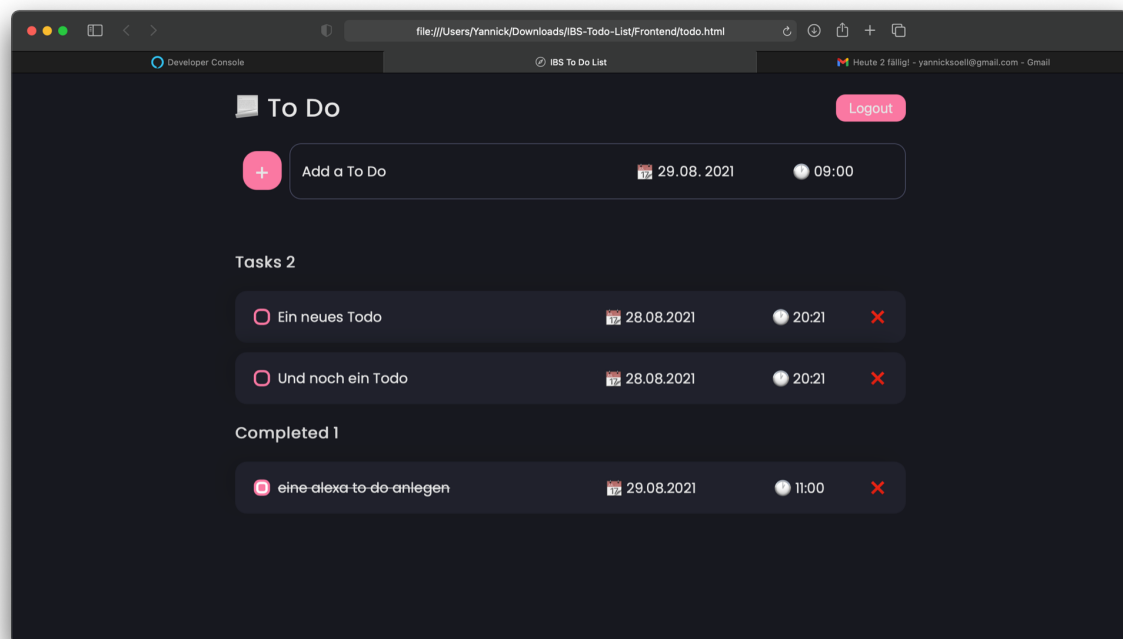 file:///Users/Yannick/Downloads/IBS-Todo-List/Frontend/todo.html
Developer Console
IBS To Do List
Heute 2 fällig! - yannicksoell@gmail.com - Gmail
To Do
Logout
+ Add a To Do 29.08.2021 09:00
Tasks 2
Ein neues Todo 28.08.2021 20:21
Und noch ein Todo 28.08.2021 20:21
Completed 1
eine alexa to do anlegen 29.08.2021 11:00